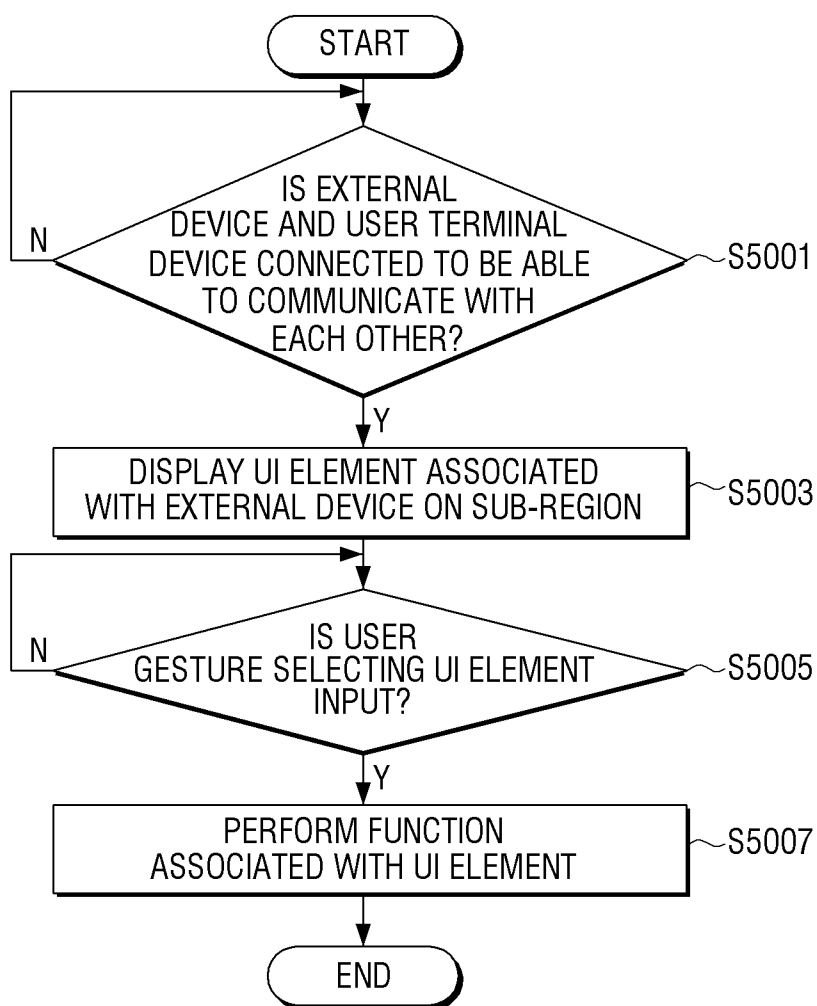 START
IS EXTERNAL
DEVICE AND USER TERMINAL
DEVICE CONNECTED TO BE ABLE
TO COMMUNICATE WITH
EACH OTHER?
N
S5001
Y
DISPLAY UI ELEMENT ASSOCIATED
WITH EXTERNAL DEVICE ON SUB-REGION
S5003
IS USER
GESTURE SELECTING UI ELEMENT
INPUT?
N
S5005
Y
PERFORM FUNCTION
ASSOCIATED WITH UI ELEMENT
S5007
END